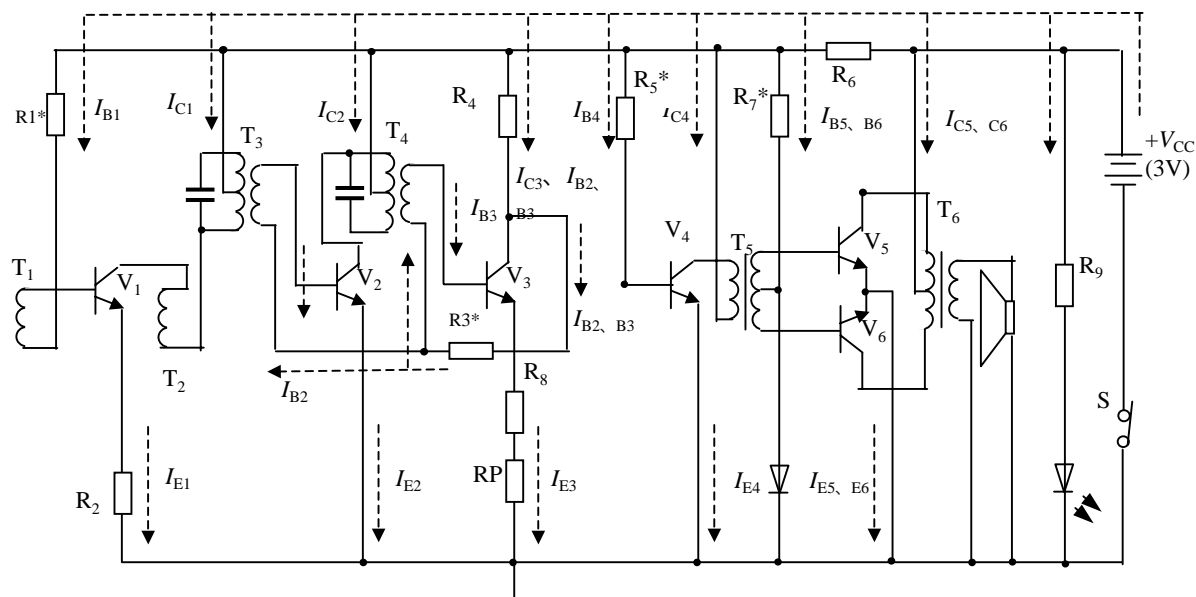 R1*
I_B1
I_C1
T_3
I_C2
T_4
R_4
I_C3、 I_B2、
B3
I_B3
I_B4
R_5*
I_C4
R_7*
R_6
I_B5、B6
I_C5、C6
+V_CC
(3V)
T_1
V_1
T_2
V_2
V_3
R3*
I_B2、B3
I_B2
R_8
V_4
T_5
V_5
V_6
T_6
R_9
S
R_2
I_E1
I_E2
RP
I_E3
I_E4
I_E5、E6